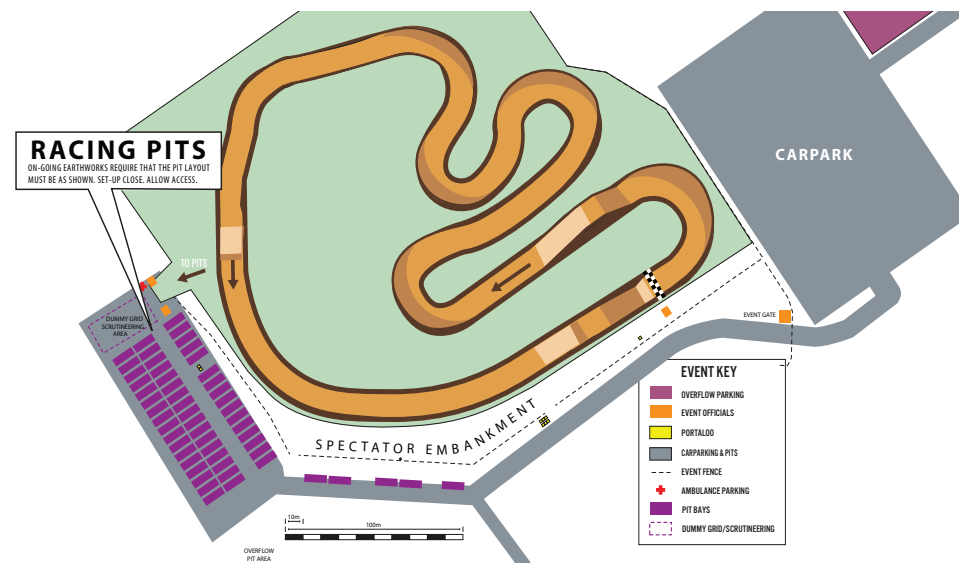 RACING PITS
ON-GOING EARTHWORKS REQUIRE THAT THE PIT LAYOUT
MUST BE AS SHOWN. SET-UP CLOSE. ALLOW ACCESS.
CARPARK
TO PITS
DUMMY GRID
SCRUTINEERING
AREA
EVENT GATE
SPECTATOR EMBANKMENT
EVENT KEY
OVERFLOW PARKING
EVENT OFFICIALS
PORTALOO
CARPARKING & PITS
EVENT FENCE
AMBULANCE PARKING
PIT BAYS
DUMMY GRID/SCRUTINEERING
10m
100m
OVERFLOW
PIT AREA